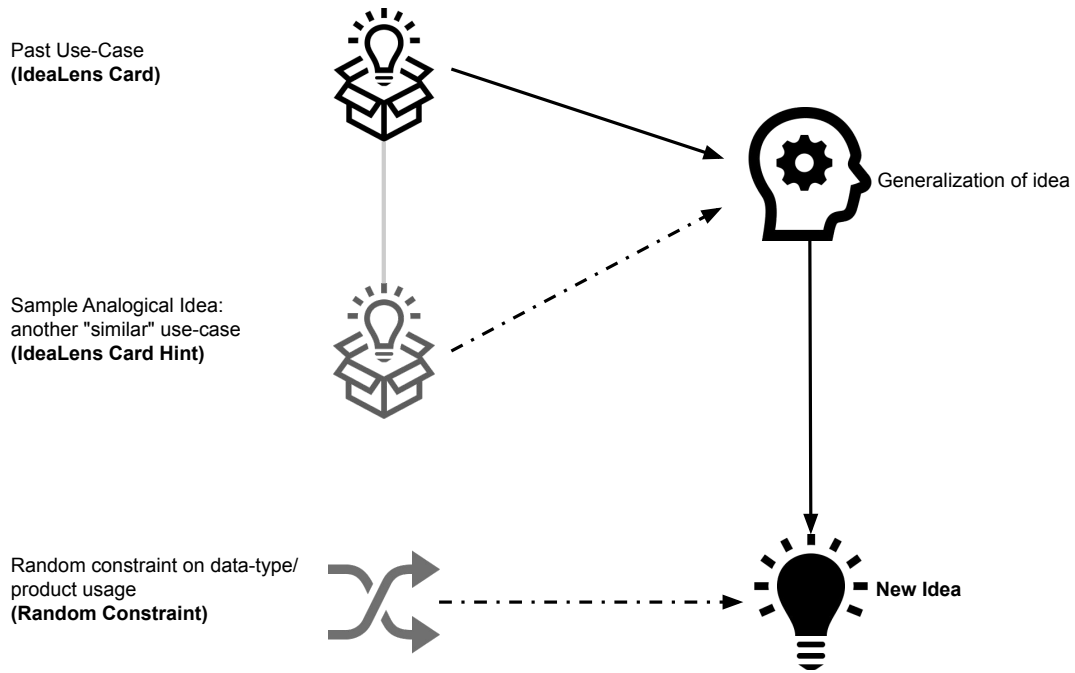 Past Use-Case
(IdeaLens Card)
Generalization of idea
Sample Analogical Idea:
another "similar" use-case
(IdeaLens Card Hint)
Random constraint on data-type/
product usage
(Random Constraint)
New Idea